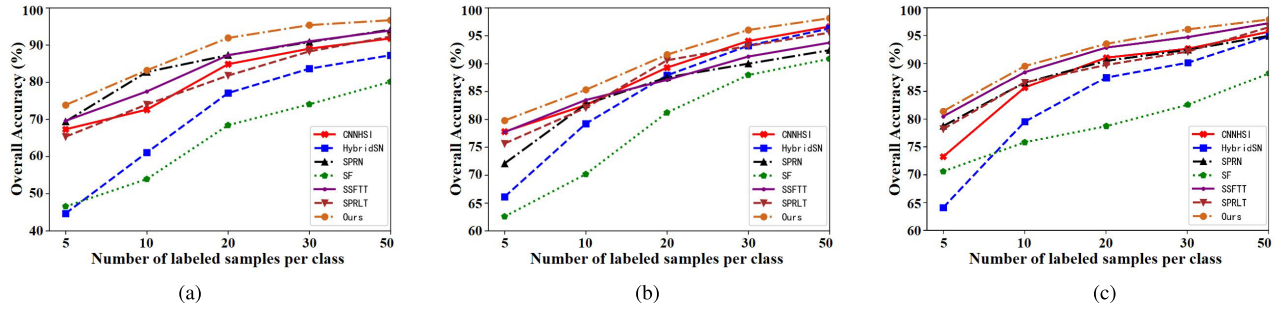 Overall Accuracy (%)
100
90
80
70
60
50
40
5
10
20
30
50
Number of labeled samples per class
CNNHSI
HybridSN
SPRN
SF
SSFTT
SPRLT
Ours
(a)
Overall Accuracy (%)
100
95
90
85
80
75
70
65
60
5
10
20
30
50
Number of labeled samples per class
CNNHSI
HybridSN
SPRN
SF
SSFTT
SPRLT
Ours
(b)
Overall Accuracy (%)
100
95
90
85
80
75
70
65
60
5
10
20
30
50
Number of labeled samples per class
CNNHSI
HybridSN
SPRN
SF
SSFTT
SPRLT
Ours
(c)